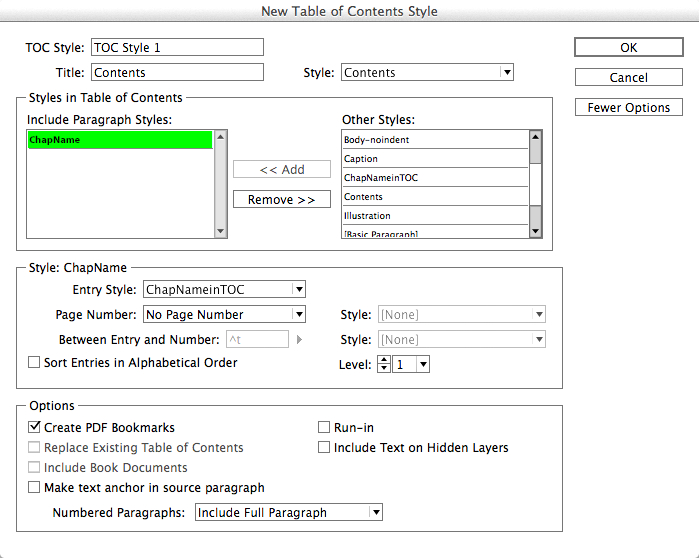 New Table of Contents Style
TOC Style: TOC Style 1
OK
Title: Contents Style: Contents
Cancel
Fewer Options
Styles in Table of Contents
Include Paragraph Styles: Other Styles:
ChapName
Body-noindent
Caption
<< Add
ChapNameinTOC
Remove >>
Contents
Illustration
[Basic Paragraph]
Style: ChapName
Entry Style: ChapNameinTOC
Page Number: No Page Number Style: [None]
Between Entry and Number: ^t Style: [None]
Sort Entries in Alphabetical Order Level: 1
Options
Create PDF Bookmarks Run-in
Replace Existing Table of Contents Include Text on Hidden Layers
Include Book Documents
Make text anchor in source paragraph
Numbered Paragraphs: Include Full Paragraph